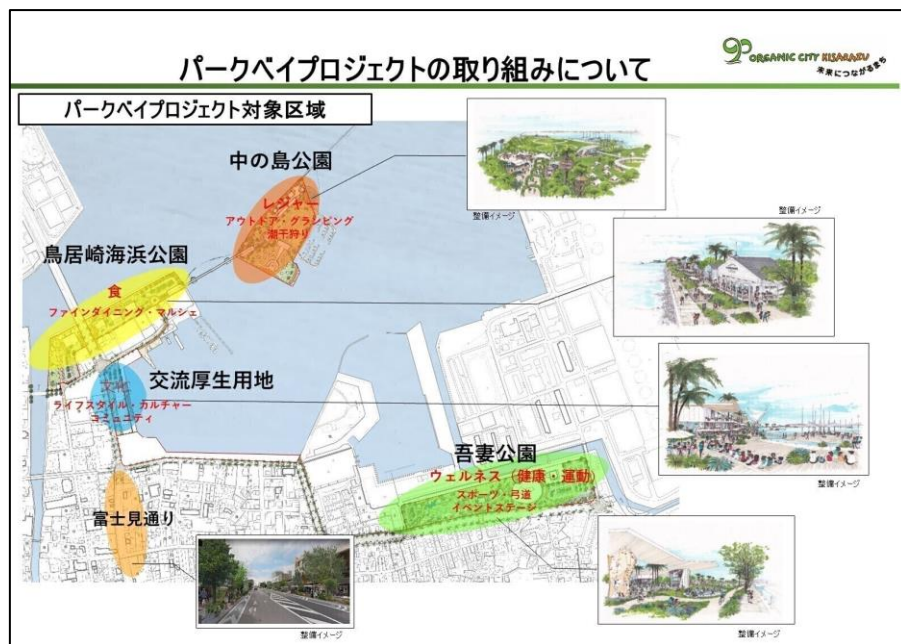 パークベイプロジェクトの取り組みについて
ORGANIC CITY KISARAZU
未来につながるまち
パークベイプロジェクト対象区域
中の島公園
レジャー
アウトドア・グランピング
潮干狩り
整備イメージ
鳥居崎海浜公園
食
ファインダイニング・マルシェ
整備イメージ
交流厚生用地
文化
ライフスタイル・カルチャー
コミュニティ
整備イメージ
吾妻公園
ウェルネス（健康・運動）
スポーツ・弓道
イベントステージ
整備イメージ
富士見通り
整備イメージ